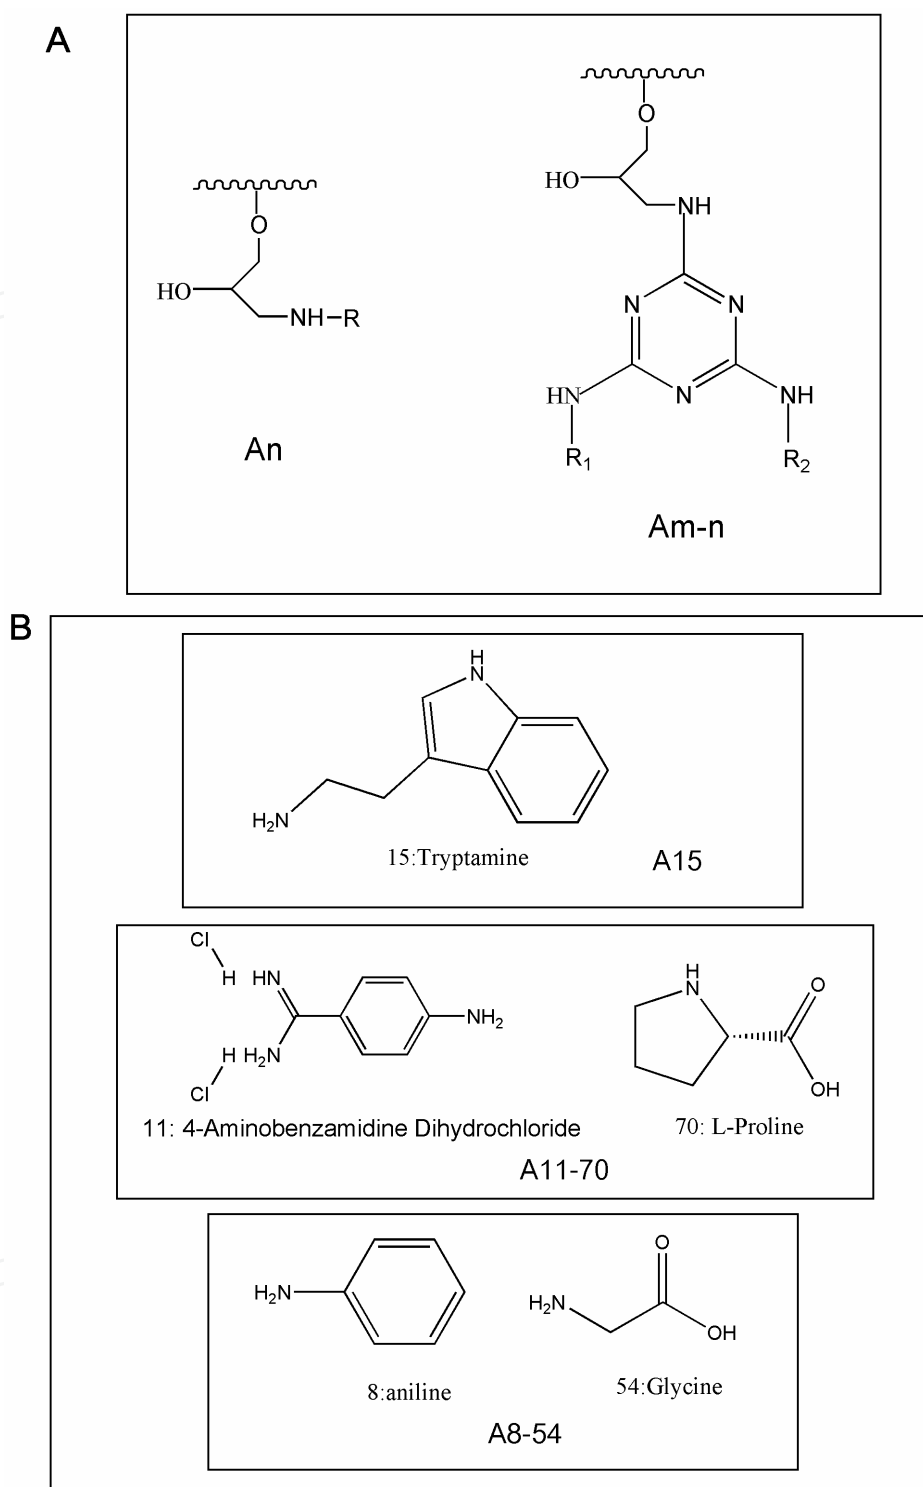 A
O
HO
NH
N
N
N
HN
NH
R1
R2
Am-n
O
HO
NH-R
An
B
H
N
H2N
15:Tryptamine
A15
Cl
H
HN
NH2
H
H2N
Cl
11: 4-Aminobenzamidine Dihydrochloride
H
N
O
OH
70: L-Proline
A11-70
H2N
8:aniline
O
H2N
OH
54:Glycine
A8-54